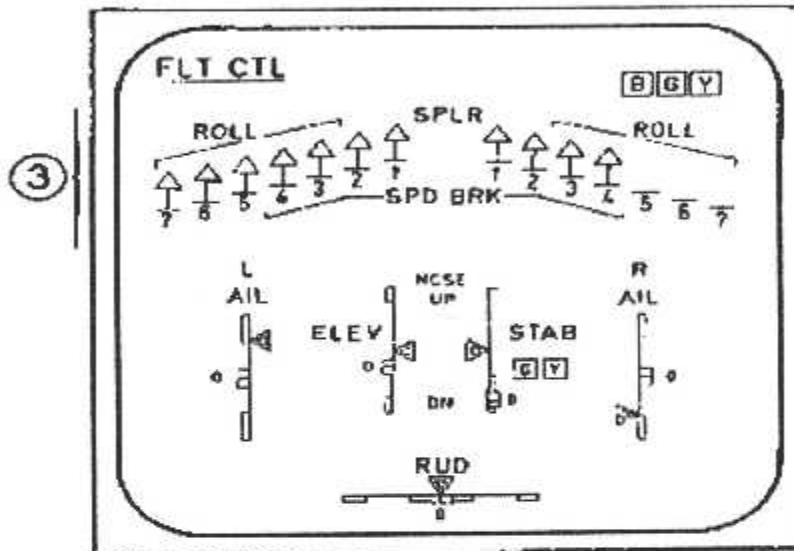 FLT CTL
B G Y
SPLR
ROLL ROLL
7 6 5 4 3 2 1 1 2 3 4 5 6 7
SPD BRK
3
L R
AIL AIL
NOSE
UP
ELEV STAB
G Y
0 0 0 0
DN
RUD
0